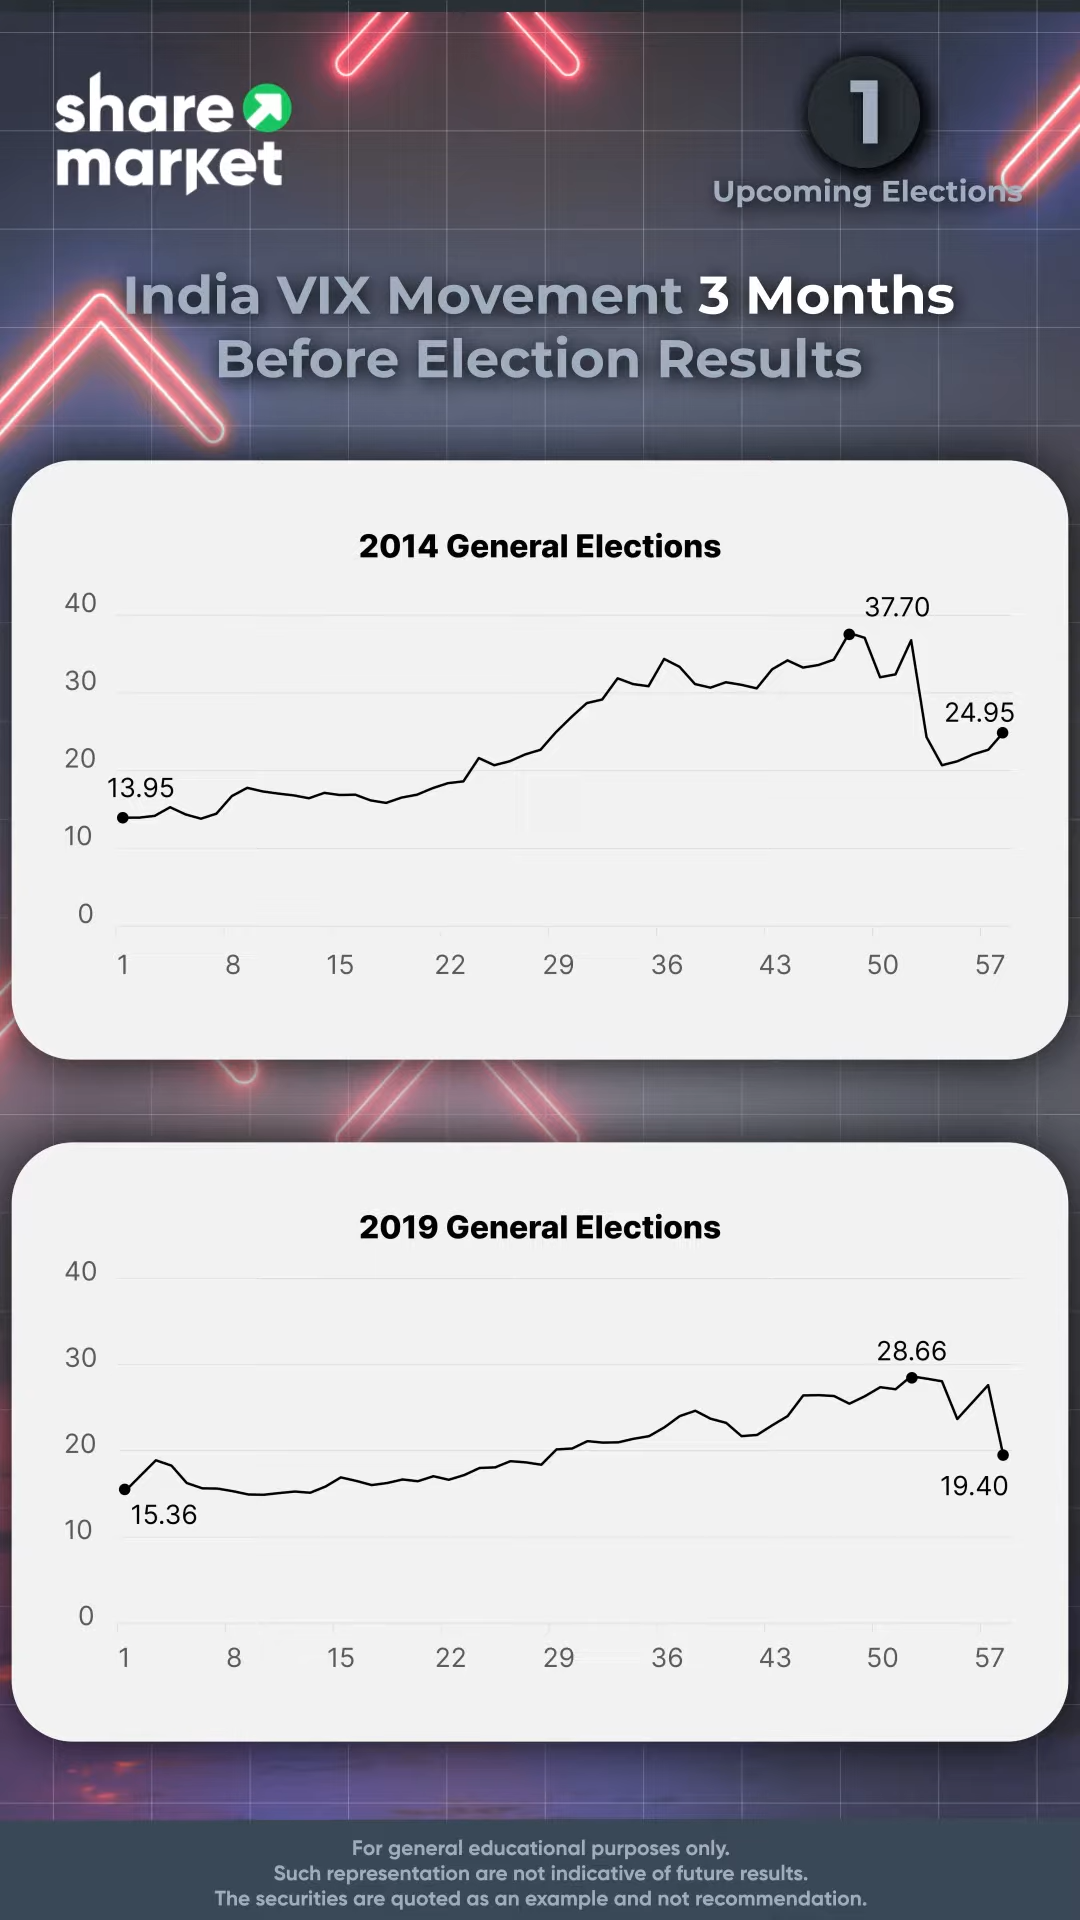 share
market
1
Upcoming Elections
India VIX Movement 3 Months
Before Election Results
2014 General Elections
40
30
20
10
0
13.95
37.70
24.95
1 8 15 22 29 36 43 50 57
2019 General Elections
40
30
20
10
0
15.36
28.66
19.40
1 8 15 22 29 36 43 50 57
For general educational purposes only.
Such representation are not indicative of future results.
The securities are quoted as an example and not recommendation.